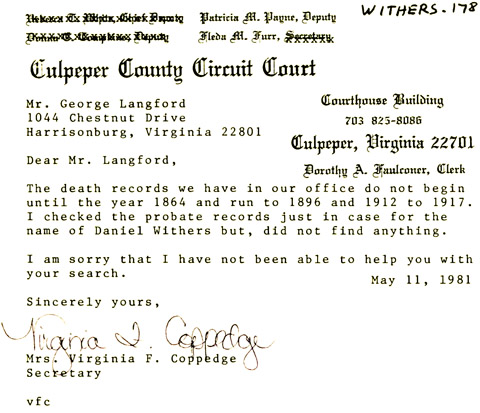 WITHERS-178
Patricia M. Payne, Deputy
Fleda M. Furr, Secretary
Culpeper County Circuit Court
Mr. George Langford
1044 Chestnut Drive
Harrisonburg, Virginia 22801
Courthouse Building
703 825-8086
Culpeper, Virginia 22701
Dorothy A. Faulconer, Clerk
Dear Mr. Langford,
The death records we have in our office do not begin
until the year 1864 and run to 1896 and 1912 to 1917.
I checked the probate records just in case for the
name of Daniel Withers but, did not find anything.
I am sorry that I have not been able to help you with
your search.
May 11, 1981
Sincerely yours,
Virginia F. Coppedge
Mrs. Virginia F. Coppedge
Secretary
vfc